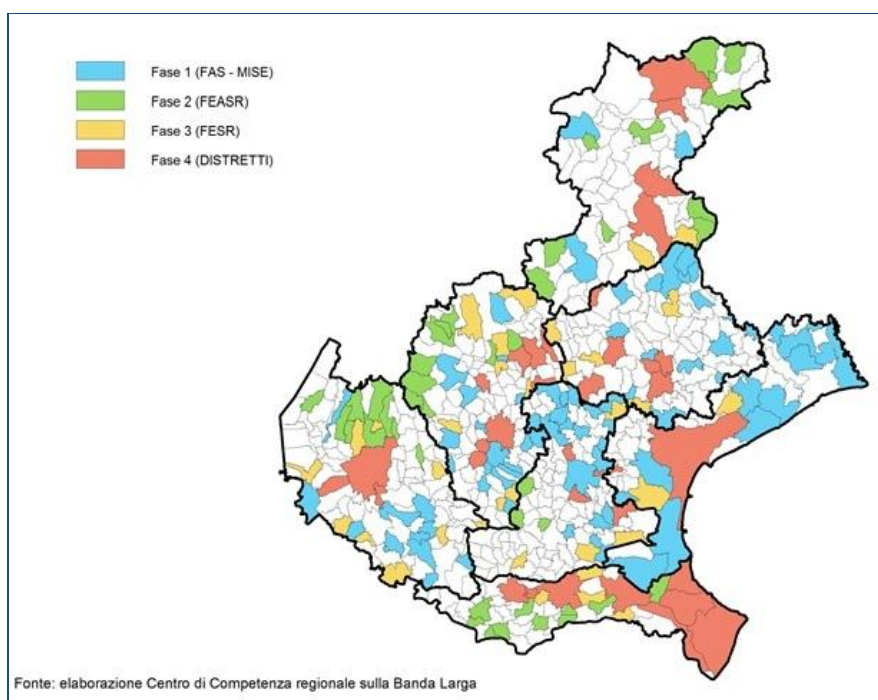 Fase 1 (FAS - MISE)
Fase 2 (FEASR)
Fase 3 (FESR)
Fase 4 (DISTRETTI)
Fonte: elaborazione Centro di Competenza regionale sulla Banda Larga